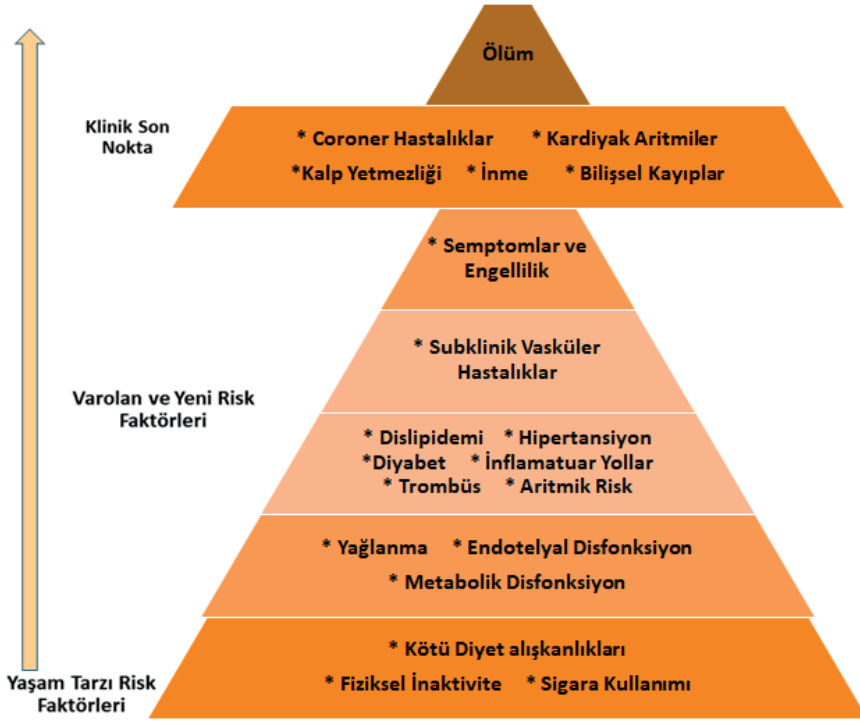 Ölüm
Klinik Son
Nokta
* Coroner Hastalıklar * Kardiyak Aritmiler
*Kalp Yetmezliği * İnme * Bilişsel Kayıplar
* Semptomlar ve
Engellilik
* Subklinik Vasküler
Hastalıklar
Varolan ve Yeni Risk
Faktörleri
* Dislipidemi * Hipertansiyon
*Diyabet * İnflamatuar Yollar
* Trombüs * Aritmik Risk
* Yağlanma * Endotelyal Disfonksiyon
* Metabolik Disfonksiyon
* Kötü Diyet alışkanlıkları
* Fiziksel İnaktivite * Sigara Kullanımı
Yaşam Tarzı Risk
Faktörleri